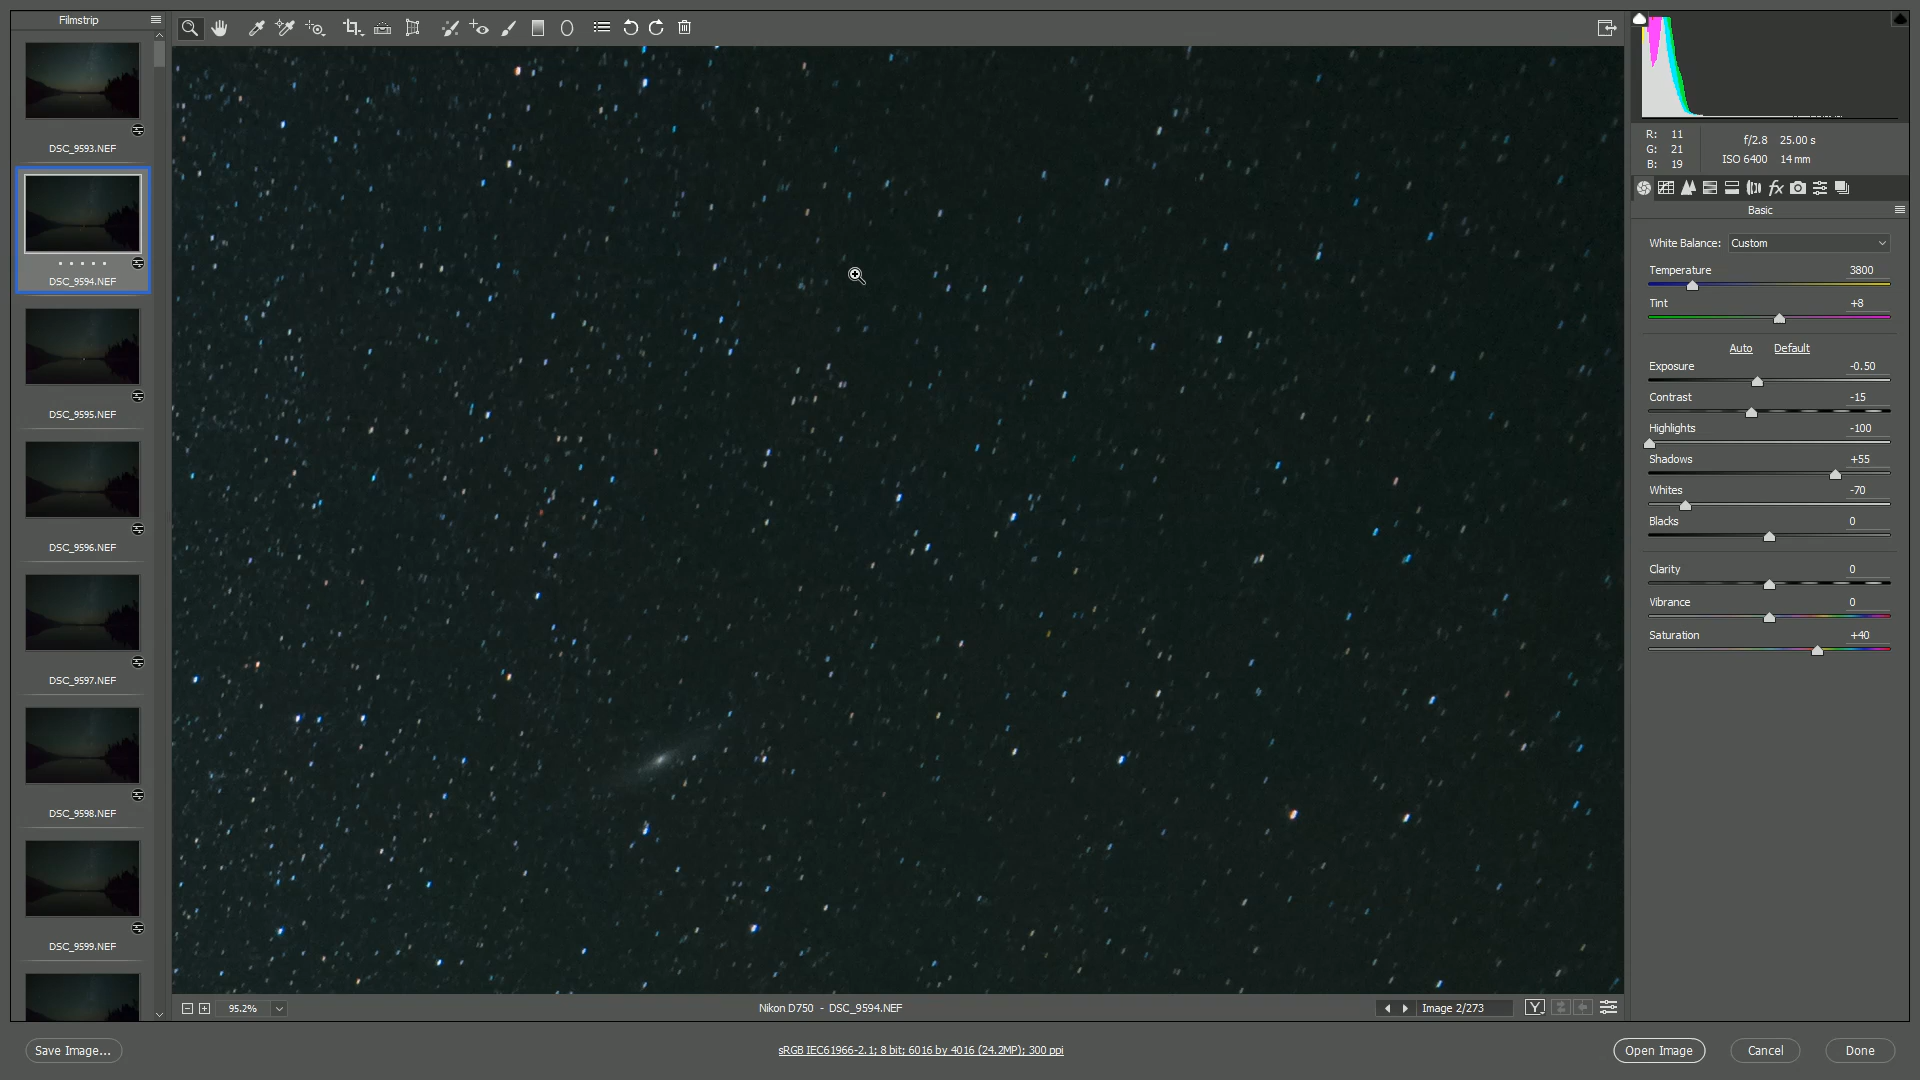 Filmstrip
DSC_9593.NEF
DSC_9594.NEF
DSC_9595.NEF
DSC_9596.NEF
DSC_9597.NEF
DSC_9598.NEF
DSC_9599.NEF
95.2%
Nikon D750 - DSC_9594.NEF
Image 2/273
Y
Save Image...
sRGB IEC61966-2.1; 8 bit; 6016 by 4016 (24.2MP); 300 ppi
Open Image
Cancel
Done
R: 11
G: 21
B: 19
f/2.8 25.00 s
ISO 6400 14 mm
fx
Basic
White Balance: Custom
Temperature 3800
Tint +8
Auto Default
Exposure -0.50
Contrast -15
Highlights -100
Shadows +55
Whites -70
Blacks 0
Clarity 0
Vibrance 0
Saturation +40